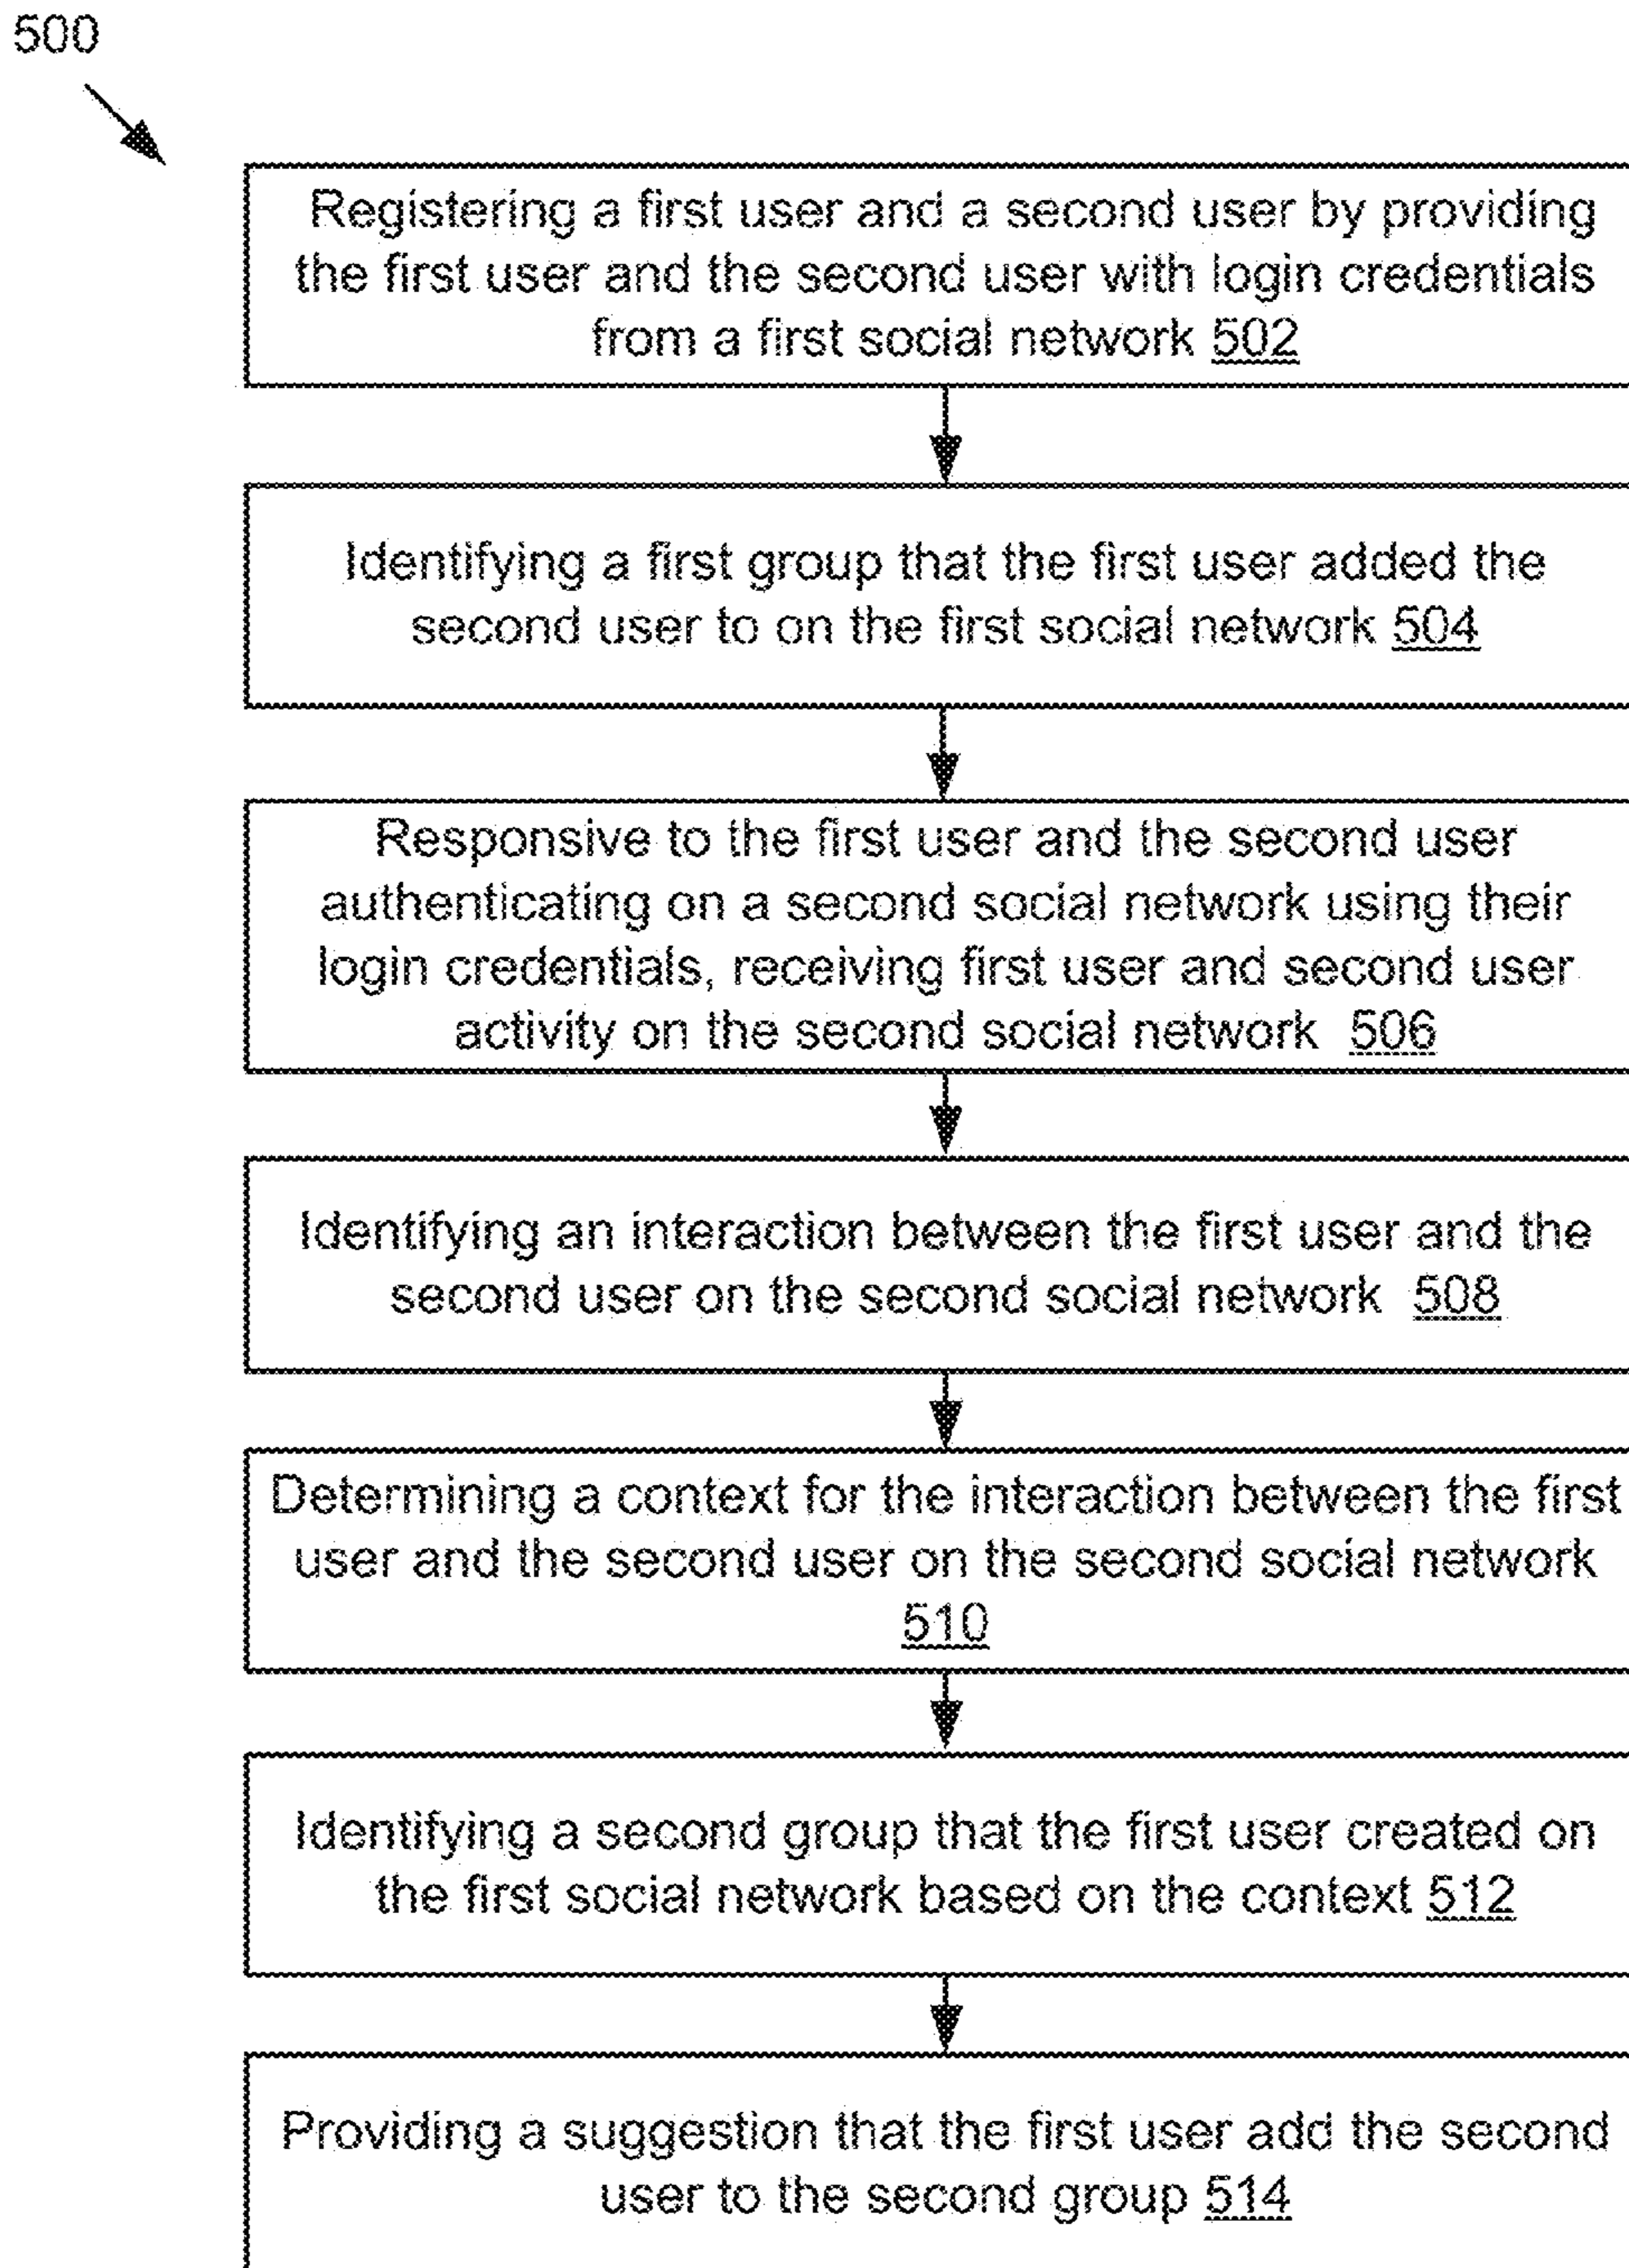 500
Registering a first user and a second user by providing
the first user and the second user with login credentials
from a first social network 502
Identifying a first group that the first user added the
second user to on the first social network 504
Responsive to the first user and the second user
authenticating on a second social network using their
login credentials, receiving first user and second user
activity on the second social network 506
Identifying an interaction between the first user and the
second user on the second social network 508
Determining a context for the interaction between the first
user and the second user on the second social network
510
Identifying a second group that the first user created on
the first social network based on the context 512
Providing a suggestion that the first user add the second
user to the second group 514